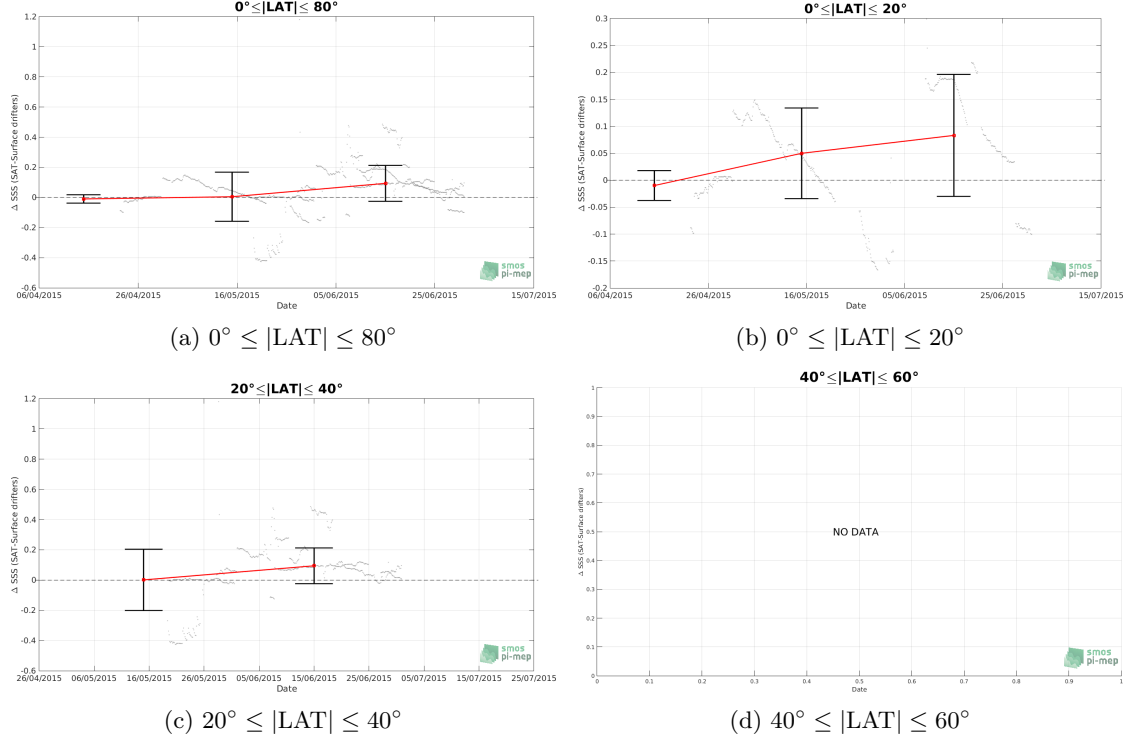 0°≤|LAT|≤ 80°
Δ SSS (SAT-Surface drifters)
1.2
1
0.8
0.6
0.4
0.2
0
-0.2
-0.4
-0.6
06/04/2015 26/04/2015 16/05/2015 05/06/2015 25/06/2015 15/07/2015
Date
smos
pi-mep
(a) 0° ≤ |LAT| ≤ 80°
0°≤|LAT|≤ 20°
Δ SSS (SAT-Surface drifters)
0.3
0.25
0.2
0.15
0.1
0.05
0
-0.05
-0.1
-0.15
-0.2
06/04/2015 26/04/2015 16/05/2015 05/06/2015 25/06/2015 15/07/2015
Date
smos
pi-mep
(b) 0° ≤ |LAT| ≤ 20°
20°≤|LAT|≤ 40°
Δ SSS (SAT-Surface drifters)
1.2
1
0.8
0.6
0.4
0.2
0
-0.2
-0.4
-0.6
26/04/2015 06/05/2015 16/05/2015 26/05/2015 05/06/2015 15/06/2015 25/06/2015 05/07/2015 15/07/2015 25/07/2015
Date
smos
pi-mep
(c) 20° ≤ |LAT| ≤ 40°
40°≤|LAT|≤ 60°
Δ SSS (SAT-Surface drifters)
1
0.9
0.8
0.7
0.6
0.5
0.4
0.3
0.2
0.1
0
NO DATA
0 0.1 0.2 0.3 0.4 0.5 0.6 0.7 0.8 0.9 1
Date
smos
pi-mep
(d) 40° ≤ |LAT| ≤ 60°